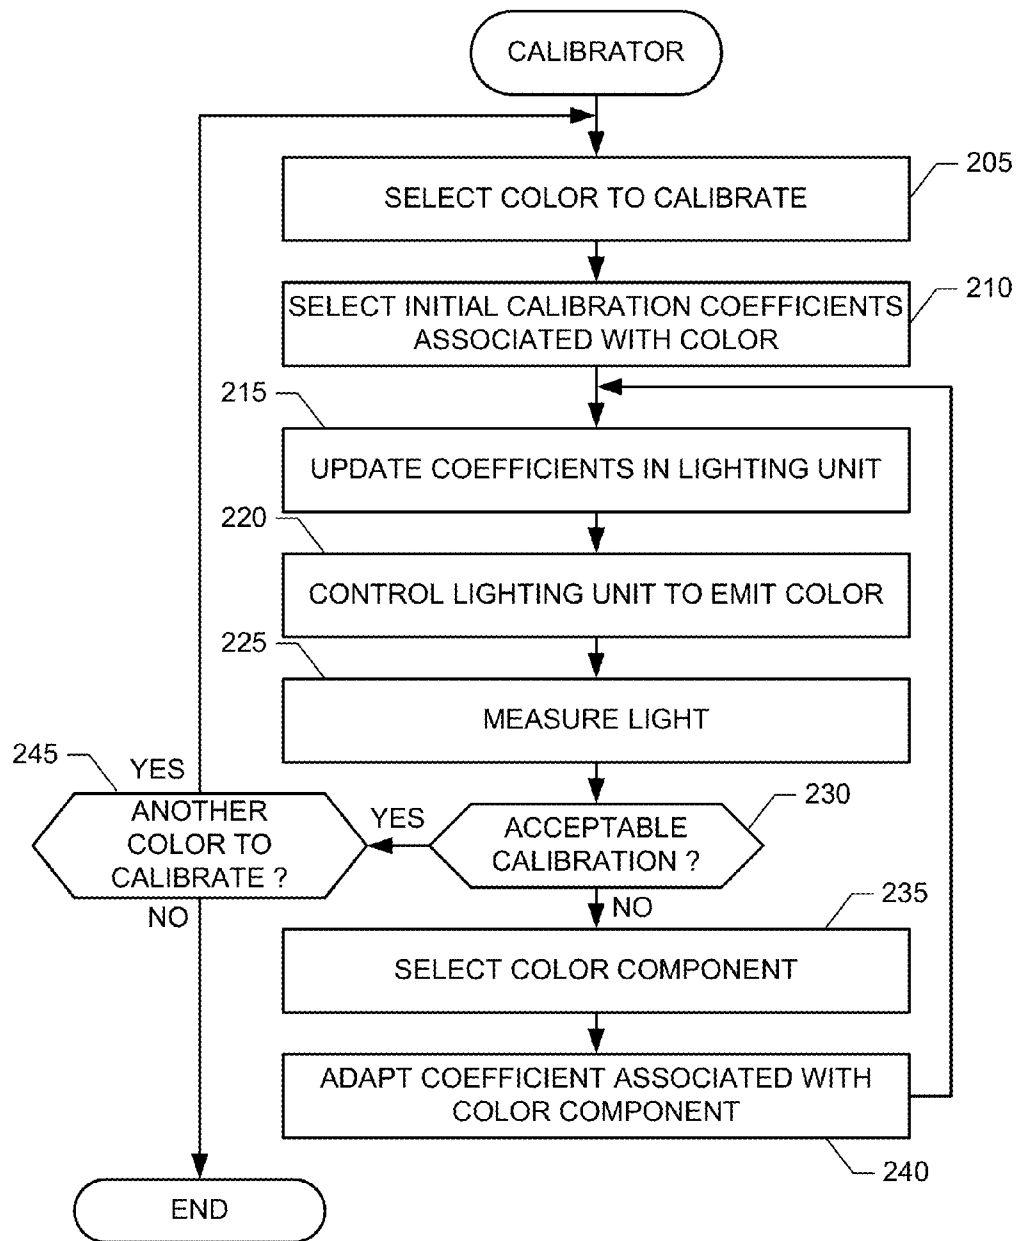 CALIBRATOR
205
SELECT COLOR TO CALIBRATE
210
SELECT INITIAL CALIBRATION COEFFICIENTS
ASSOCIATED WITH COLOR
215
UPDATE COEFFICIENTS IN LIGHTING UNIT
220
CONTROL LIGHTING UNIT TO EMIT COLOR
225
MEASURE LIGHT
230
ACCEPTABLE
CALIBRATION ?
YES
245
YES
ANOTHER
COLOR TO
CALIBRATE ?
NO
NO
235
SELECT COLOR COMPONENT
ADAPT COEFFICIENT ASSOCIATED WITH
COLOR COMPONENT
240
END